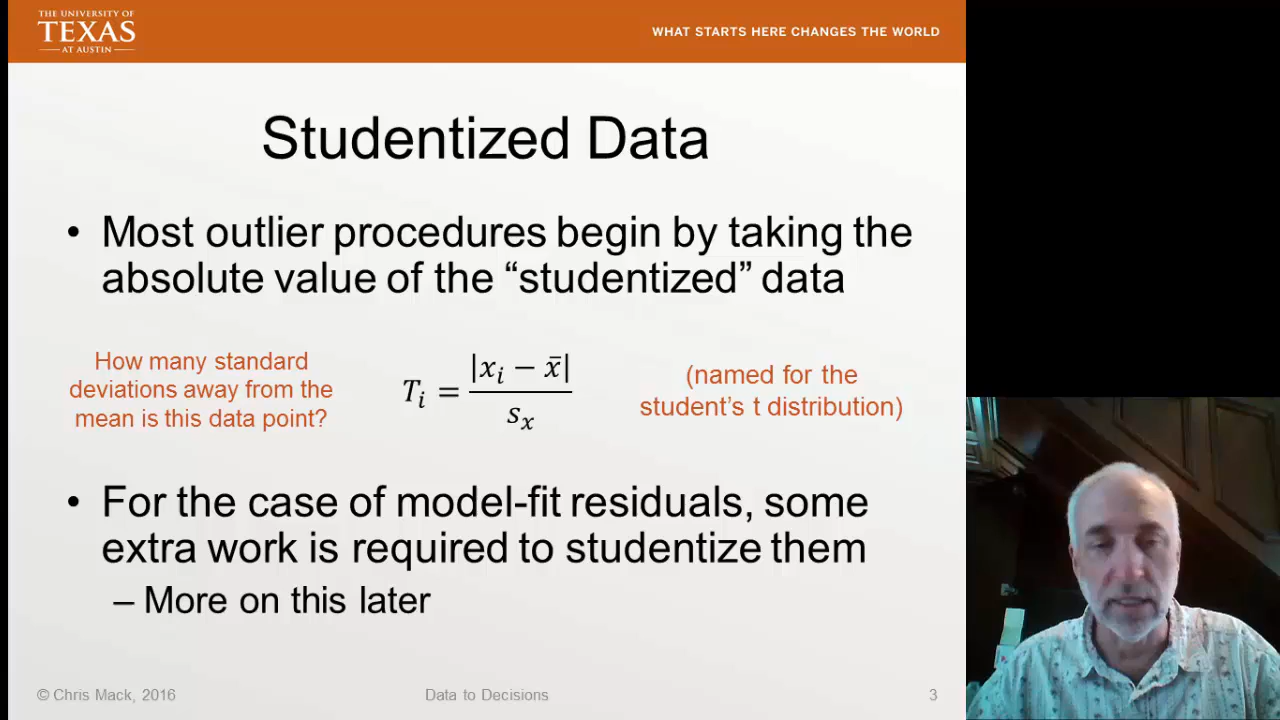 THE UNIVERSITY OF
TEXAS
AT AUSTIN
WHAT STARTS HERE CHANGES THE WORLD
Studentized Data
• Most outlier procedures begin by taking the
absolute value of the “studentized” data
How many standard
deviations away from the
mean is this data point?
Tᵢ = |xᵢ − x̄| / sₓ
(named for the
student’s t distribution)
• For the case of model-fit residuals, some
extra work is required to studentize them
– More on this later
© Chris Mack, 2016
Data to Decisions
3